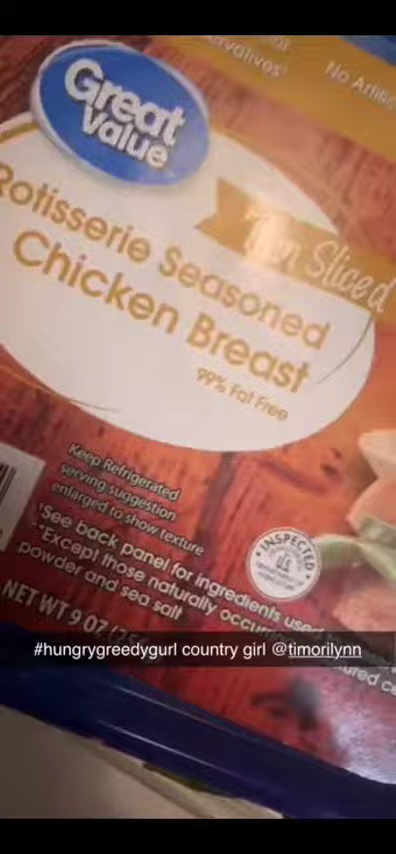 No Artific
Great
Value
Rotisserie Seasoned
Chicken Breast
Thin Sliced
99% Fat Free
Keep Refrigerated
serving suggestion
enlarged to show texture
*See back panel for ingredients used
**Except those naturally
powder and sea salt
INSPECTED
U.S.
NET WT 9 OZ
#hungrygreedygurl country girl @timorilynn